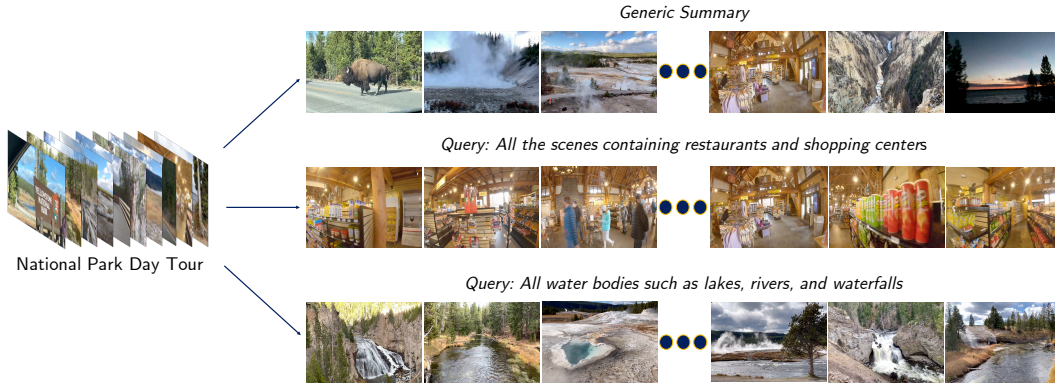 Generic Summary
Query: All the scenes containing restaurants and shopping centers
National Park Day Tour
Query: All water bodies such as lakes, rivers, and waterfalls